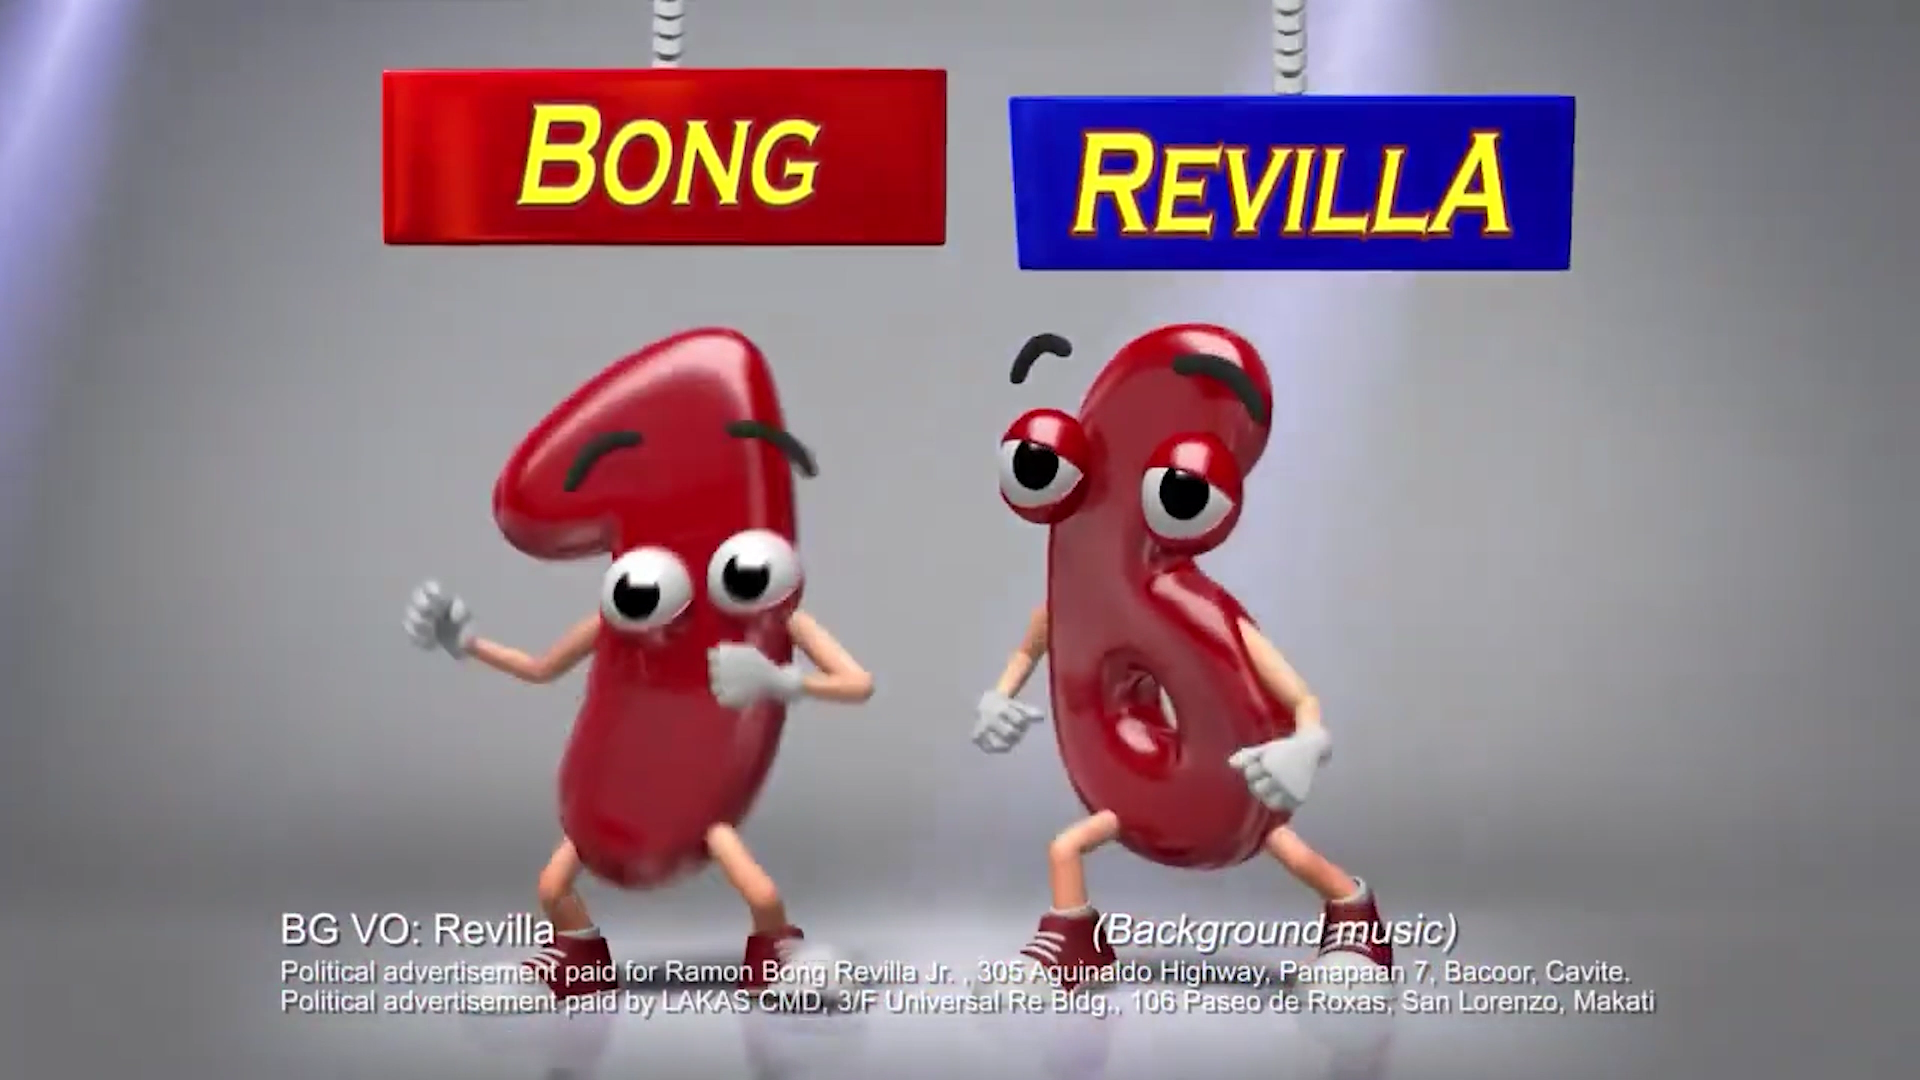 BONG
REVILLA
16
BG VO: Revilla
(Background music)
Political advertisement paid for Ramon Bong Revilla Jr. , 305 Aguinaldo Highway, Panapaan 7, Bacoor, Cavite.
Political advertisement paid by LAKAS CMD, 3/F Universal Re Bldg., 106 Paseo de Roxas, San Lorenzo, Makati